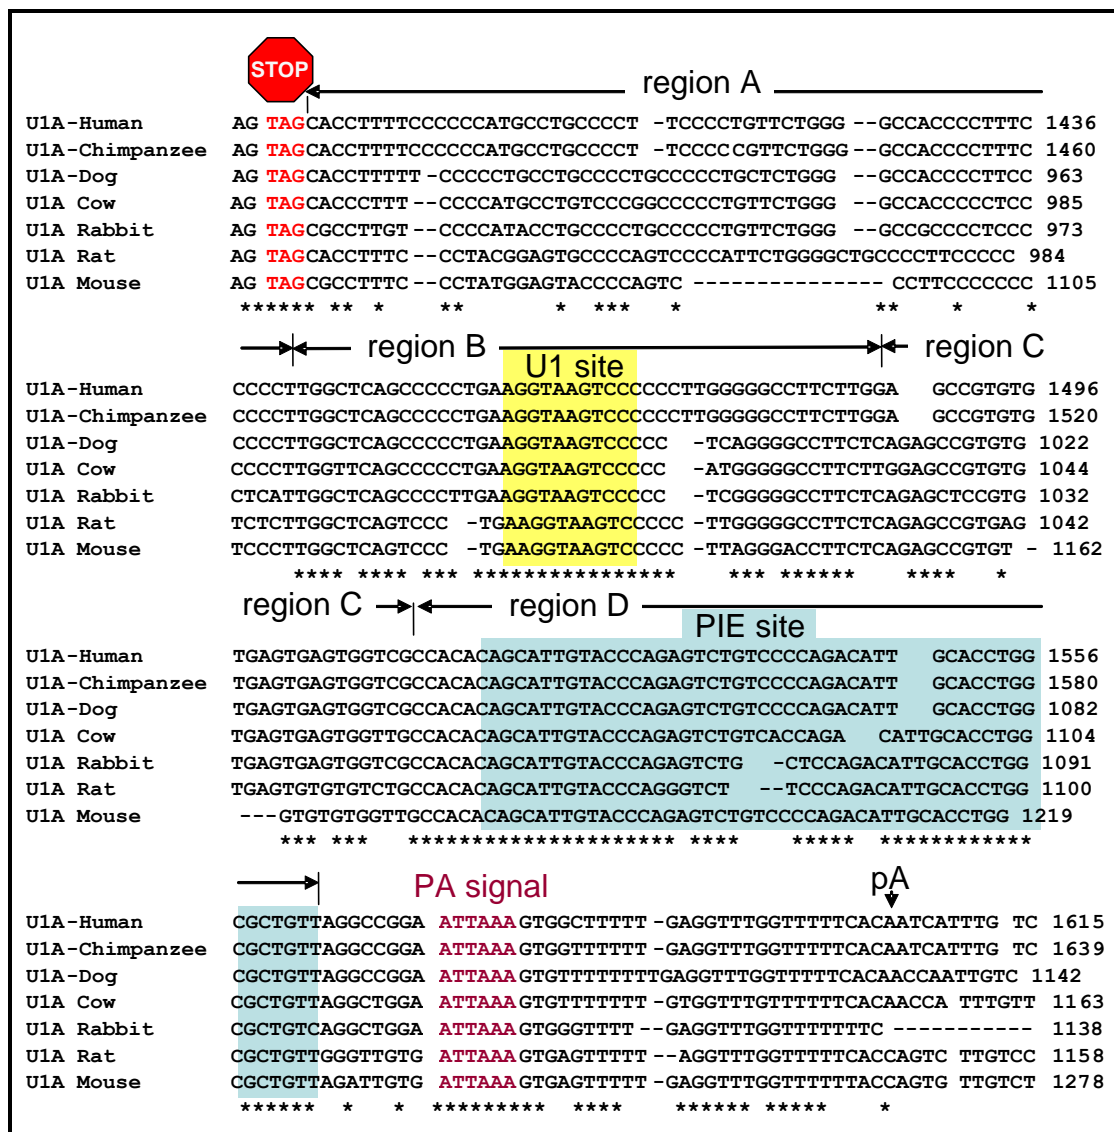 STOP
region A
U1A-Human AG TAGCACCTTTTCCCCCCATGCCTGCCCCT -TCCCCTGTTCTGGG --GCCACCCCTTTC 1436
U1A-Chimpanzee AG TAGCACCTTTTCCCCCCATGCCTGCCCCT -TCCCCCGTTCTGGG--GCCACCCCTTTC 1460
U1A-Dog AG TAGCACCTTTTT -CCCCCTGCCTGCCCCTGCCCCCTGCTCTGGG --GCCACCCCTTCC 963
U1A Cow AG TAGCACCCTTT --CCCCATGCCTGTCCCGGCCCCCTGTTCTGGG --GCCACCCCCTCC 985
U1A Rabbit AG TAGCGCCTTGT --CCCCATACCTGCCCCTGCCCCCTGTTCTGGG --GCCGCCCCTCCC 973
U1A Rat AG TAGCACCTTTC --CCTACGGAGTGCCCCAGTCCCCATTCTGGGGCTGCCCCTTCCCCC 984
U1A Mouse AG TAGCGCCTTTC --CCTATGGAGTACCCCAGTC --------------- CCTTCCCCCCC 1105
****** ** * ** * *** * ** * *
region B region C
U1 site
U1A-Human CCCCTTGGCTCAGCCCCCTGAAGGTAAGTCCCCCCTTGGGGGCCTTCTTGGA GCCGTGTG 1496
U1A-Chimpanzee CCCCTTGGCTCAGCCCCCTGAAGGTAAGTCCCCCCTTGGGGGCCTTCTTGGA GCCGTGTG 1520
U1A-Dog CCCCTTGGCTCAGCCCCCTGAAGGTAAGTCCCCC -TCAGGGGCCTTCTCAGAGCCGTGTG 1022
U1A Cow CCCCTTGGTTCAGCCCCCTGAAGGTAAGTCCCCC -ATGGGGGCCTTCTTGGAGCCGTGTG 1044
U1A Rabbit CTCATTGGCTCAGCCCCTTGAAGGTAAGTCCCCC -TCGGGGGCCTTCTCAGAGCTCCGTG 1032
U1A Rat TCTCTTGGCTCAGTCCC -TGAAGGTAAGTCCCCC -TTGGGGGCCTTCTCAGAGCCGTGAG 1042
U1A Mouse TCCCTTGGCTCAGTCCC -TGAAGGTAAGTCCCCC -TTAGGGACCTTCTCAGAGCCGTGT - 1162
**** **** *** **************** *** ****** **** *
region C region D
PIE site
U1A-Human TGAGTGAGTGGTCGCCACACAGCATTGTACCCAGAGTCTGTCCCCAGACATT GCACCTGG 1556
U1A-Chimpanzee TGAGTGAGTGGTCGCCACACAGCATTGTACCCAGAGTCTGTCCCCAGACATT GCACCTGG 1580
U1A-Dog TGAGTGAGTGGTCGCCACACAGCATTGTACCCAGAGTCTGTCCCCAGACATT GCACCTGG 1082
U1A Cow TGAGTGAGTGGTTGCCACACAGCATTGTACCCAGAGTCTGTCACCAGA CATTGCACCTGG 1104
U1A Rabbit TGAGTGAGTGGTCGCCACACAGCATTGTACCCAGAGTCTG -CTCCAGACATTGCACCTGG 1091
U1A Rat TGAGTGTGTGTCTGCCACACAGCATTGTACCCAGGGTCT --TCCCAGACATTGCACCTGG 1100
U1A Mouse ---GTGTGTGGTTGCCACACAGCATTGTACCCAGAGTCTGTCCCCAGACATTGCACCTGG 1219
*** *** ********************* **** ***** ************
PA signal pA
U1A-Human CGCTGTTAGGCCGGA ATTAAAGTGGCTTTTT -GAGGTTTGGTTTTTCACAATCATTTG TC 1615
U1A-Chimpanzee CGCTGTTAGGCCGGA ATTAAAGTGGTTTTTT -GAGGTTTGGTTTTTCACAATCATTTG TC 1639
U1A-Dog CGCTGTTAGGCCGGA ATTAAAGTGTTTTTTTTGAGGTTTGGTTTTTCACAACCAATTGTC 1142
U1A Cow CGCTGTTAGGCTGGA ATTAAAGTGTTTTTTT -GTGGTTTGTTTTTTCACAACCA TTTGTT 1163
U1A Rabbit CGCTGTCAGGCTGGA ATTAAAGTGGGTTTT --GAGGTTTGGTTTTTTTC ----------- 1138
U1A Rat CGCTGTTGGGTTGTG ATTAAAGTGAGTTTTT --AGGTTTGGTTTTTCACCAGTC TTGTCC 1158
U1A Mouse CGCTGTTAGATTGTG ATTAAAGTGAGTTTTT -GAGGTTTGGTTTTTTACCAGTG TTGTCT 1278
****** * * ********* **** ****** ***** *